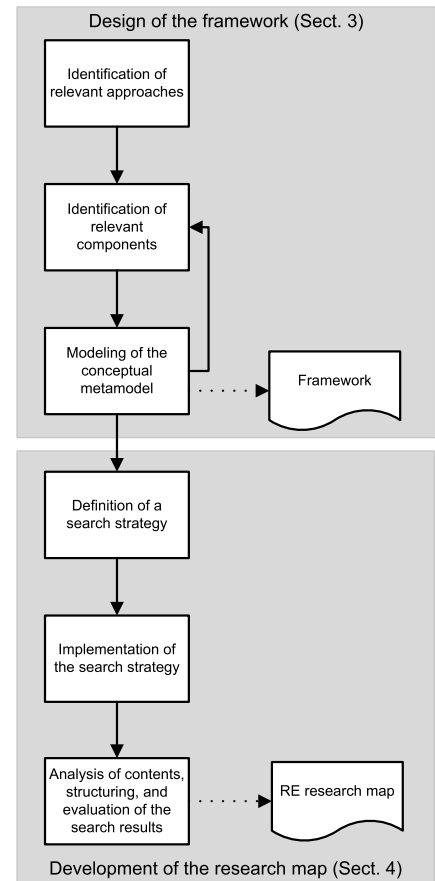 Design of the framework (Sect. 3)
Identification of
relevant approaches
Identification of
relevant
components
Modeling of the
conceptual
metamodel
Framework
Definition of a
search strategy
Implementation of
the search strategy
Analysis of contents,
structuring, and
evaluation of the
search results
RE research map
Development of the research map (Sect. 4)